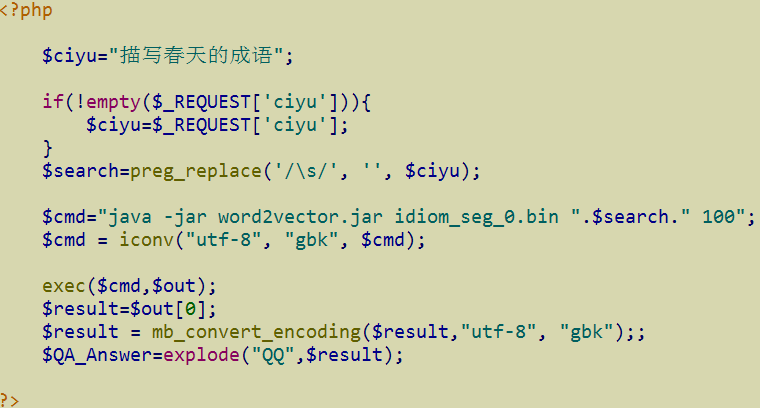 <?php
$ciyu="描写春天的成语";
if(!empty($_REQUEST['ciyu'])){
$ciyu=$_REQUEST['ciyu'];
}
$search=preg_replace('/\s/', '', $ciyu);
$cmd="java -jar word2vector.jar idiom_seg_0.bin ".$search." 100";
$cmd = iconv("utf-8", "gbk", $cmd);
exec($cmd,$out);
$result=$out[0];
$result = mb_convert_encoding($result,"utf-8", "gbk");;
$QA_Answer=explode("QQ",$result);
?>